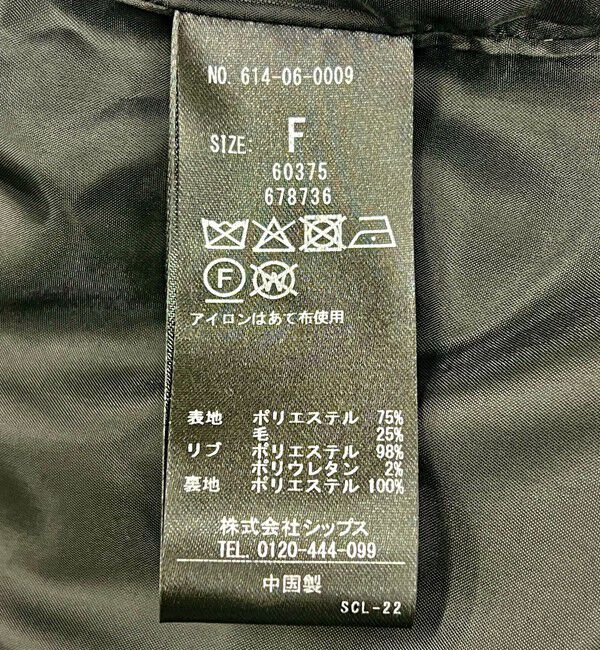 NO. 614-06-0009
SIZE: F
60375
678736
F W
アイロンはあて布使用
表地 ポリエステル 75%
毛 25%
リブ ポリエステル 98%
ポリウレタン 2%
裏地 ポリエステル 100%
株式会社シップス
TEL. 0120-444-099
中国製
SCL-22